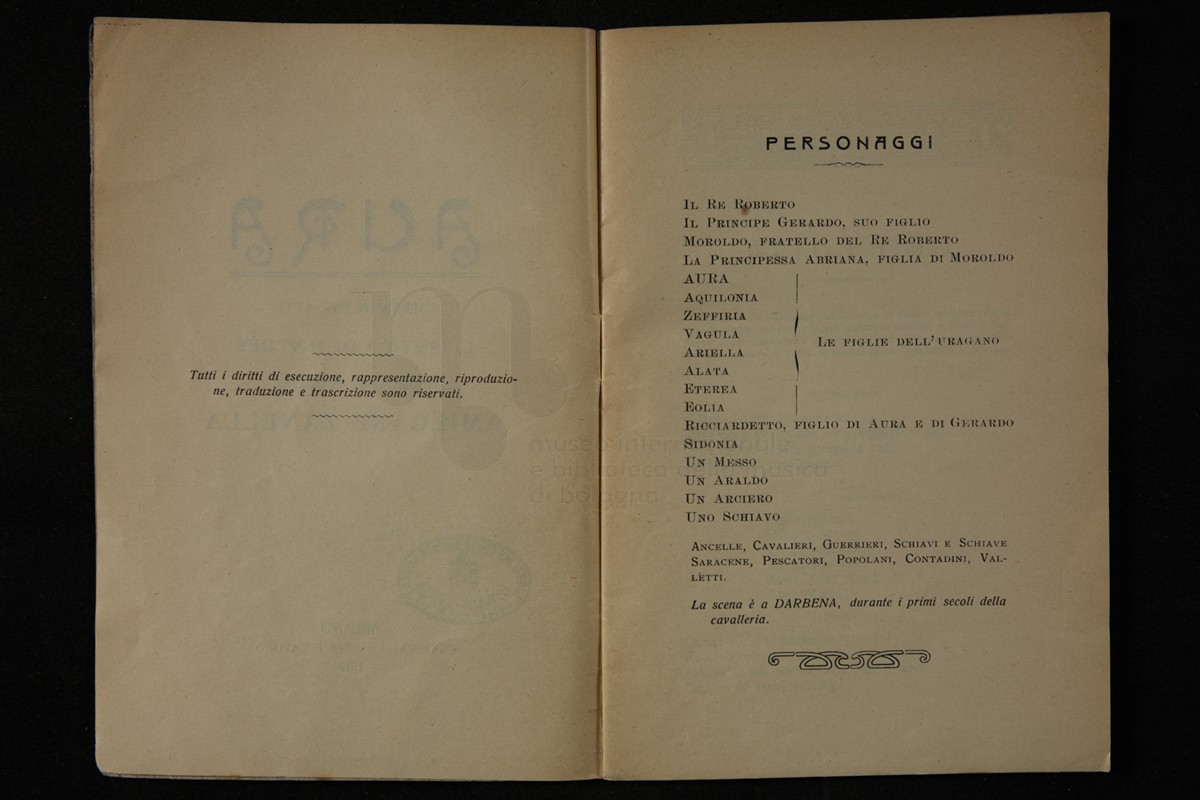 Tutti i diritti di esecuzione, rappresentazione, riproduzio-
ne, traduzione e trascrizione sono riservati.
PERSONAGGI
IL RE ROBERTO
IL PRINCIPE GERARDO, SUO FIGLIO
MOROLDO, FRATELLO DEL RE ROBERTO
LA PRINCIPESSA ABRIANA, FIGLIA DI MOROLDO
AURA
AQUILONIA
ZEFFIRIA
VAGULA
LE FIGLIE DELL'URAGANO
ARIELLA
ALATA
ETEREA
EOLIA
RICCIARDETTO, FIGLIO DI AURA E DI GERARDO
SIDONIA
UN MESSO
UN ARALDO
UN ARCIERO
UNO SCHIAVO
ANCELLE, CAVALIERI, GUERRIERI, SCHIAVI E SCHIAVE
SARACENE, PESCATORI, POPOLANI, CONTADINI, VAL-
LETTI.
La scena è a DARBENA, durante i primi secoli della
cavalleria.
museo internazionale
e biblioteca della musica
di bologna
AURA
MILANO